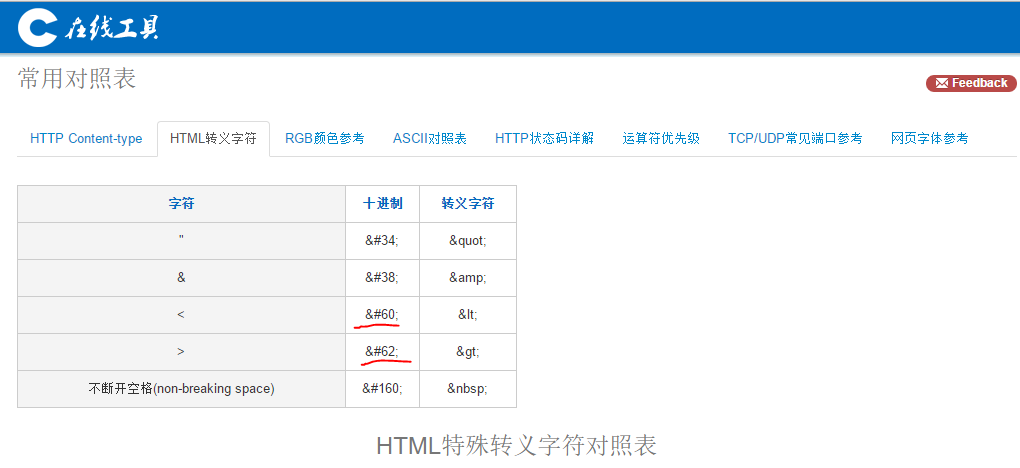 在线工具
常用对照表
Feedback
HTTP Content-type HTML转义字符 RGB颜色参考 ASCII对照表 HTTP状态码详解 运算符优先级 TCP/UDP常见端口参考 网页字体参考
字符 十进制 转义字符
" &#34; &quot;
& &#38; &amp;
< &#60; &lt;
> &#62; &gt;
不断开空格(non-breaking space) &#160; &nbsp;
HTML特殊转义字符对照表